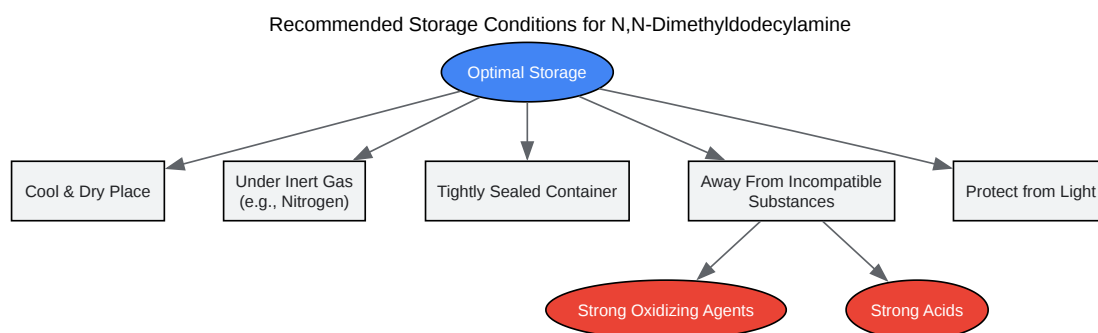 Recommended Storage Conditions for N,N-Dimethyldodecylamine
Optimal Storage
Cool & Dry Place
Under Inert Gas
(e.g., Nitrogen)
Tightly Sealed Container
Away From Incompatible
Substances
Protect from Light
Strong Oxidizing Agents
Strong Acids